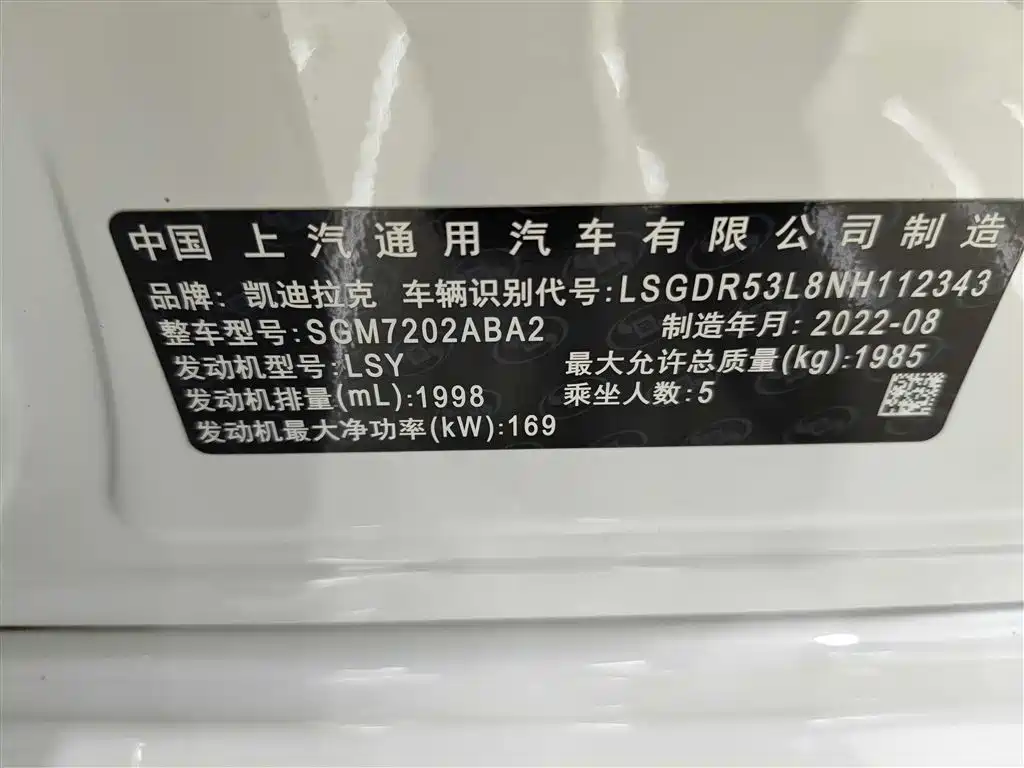 中国 上汽通用汽车有限公司制造
品牌: 凯迪拉克 车辆识别代号:LSGDR53L8NH112343
整车型号:SGM7202ABA2 制造年月: 2022-08
发动机型号:LSY 最大允许总质量(kg):1985
发动机排量(mL):1998 乘坐人数:5
发动机最大净功率(kW):169